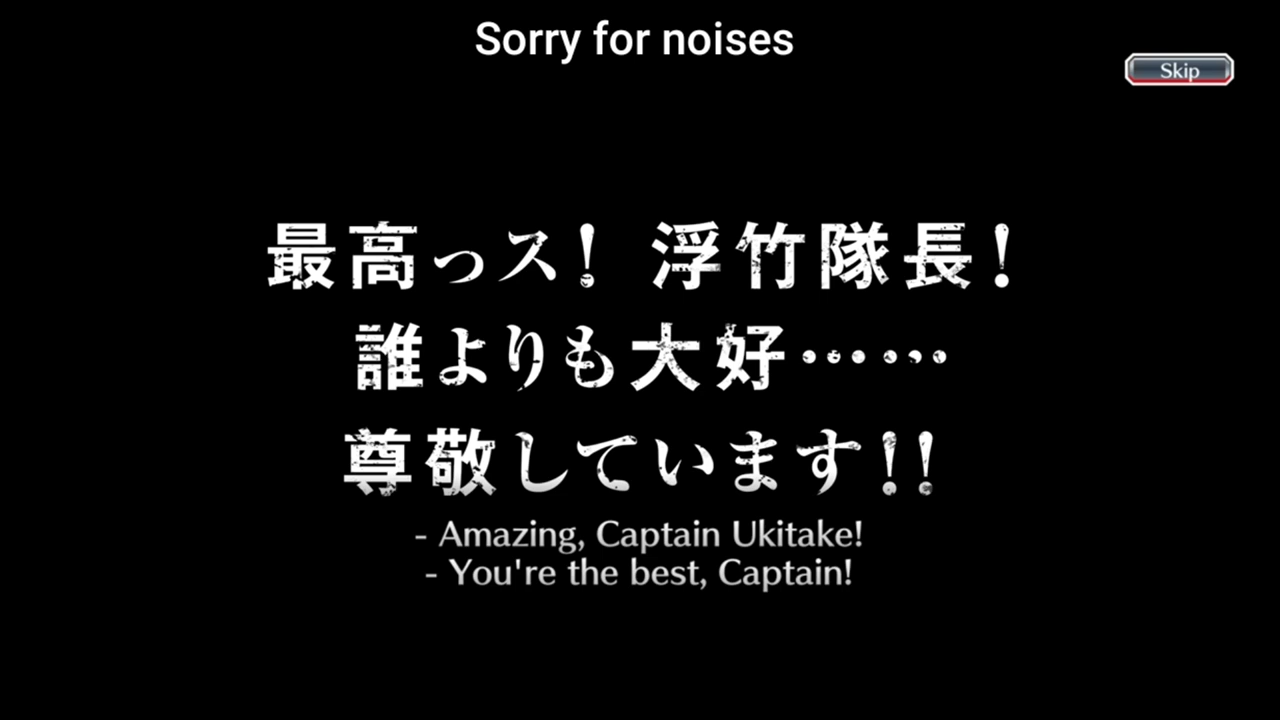 Sorry for noises
Skip
最高っス! 浮竹隊長!
誰よりも大好……
尊敬しています!!
- Amazing, Captain Ukitake!
- You're the best, Captain!